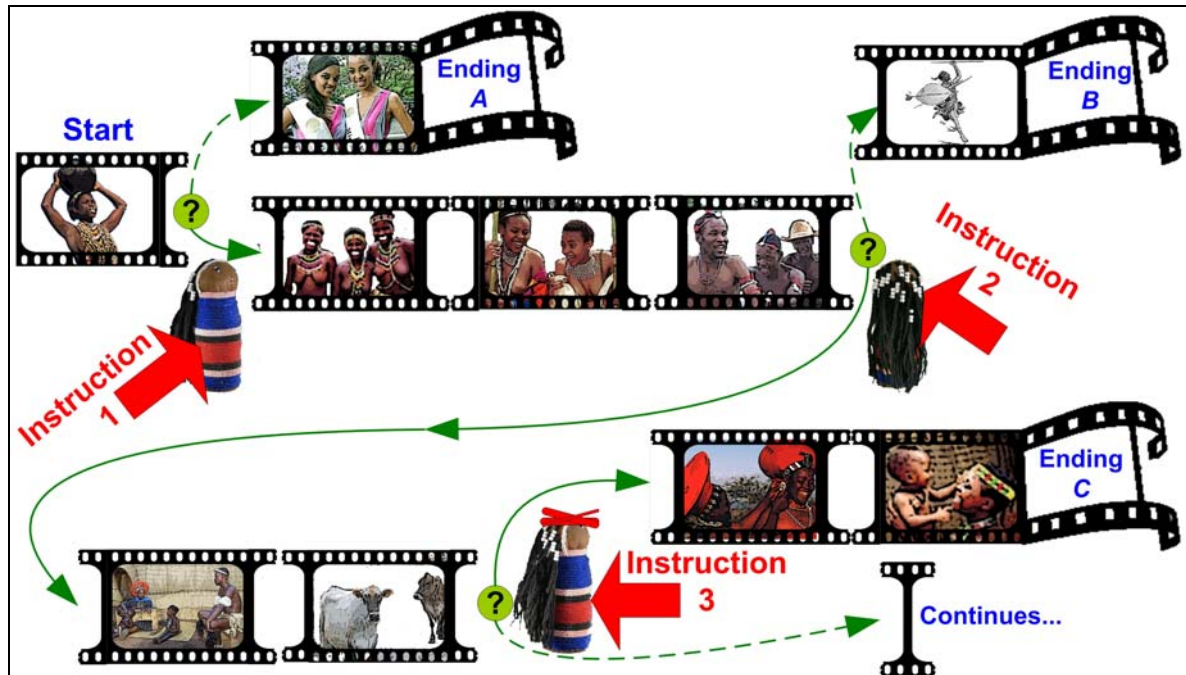 Start
?
Ending
A
?
Ending
B
Instruction
1
Instruction
2
?
Instruction
3
Ending
C
Continues...